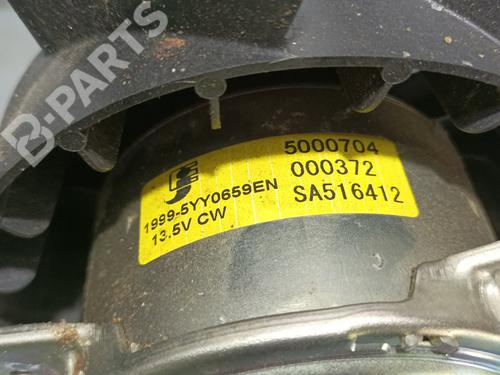 B-PARTS
5000704
000372
1999-5YY0659EN
SA516412
13.5V CW